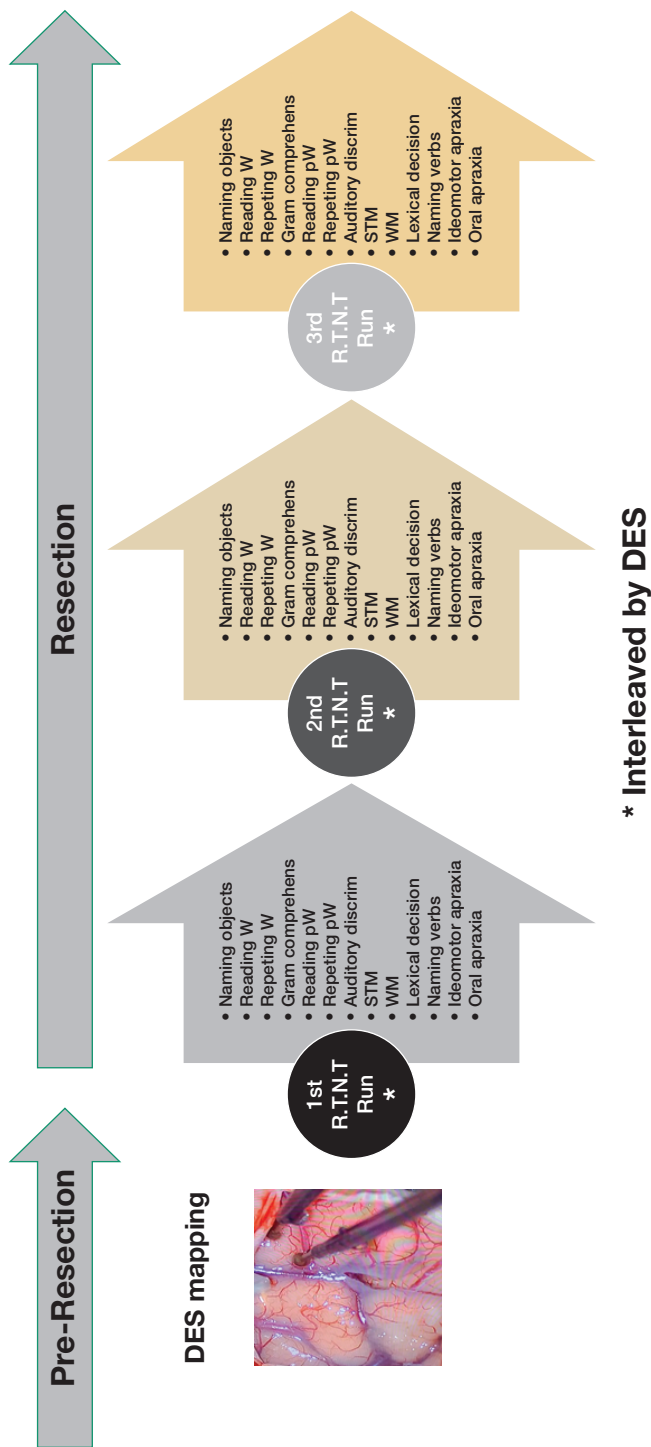 Pre-Resection
Resection
DES mapping
1st
R.T.N.T
Run
*
• Naming objects
• Reading W
• Repeting W
• Gram comprehens
• Reading pW
• Repeting pW
• Auditory discrim
• STM
• WM
• Lexical decision
• Naming verbs
• Ideomotor apraxia
• Oral apraxia
2nd
R.T.N.T
Run
*
• Naming objects
• Reading W
• Repeting W
• Gram comprehens
• Reading pW
• Repeting pW
• Auditory discrim
• STM
• WM
• Lexical decision
• Naming verbs
• Ideomotor apraxia
• Oral apraxia
3rd
R.T.N.T
Run
*
• Naming objects
• Reading W
• Repeting W
• Gram comprehens
• Reading pW
• Repeting pW
• Auditory discrim
• STM
• WM
• Lexical decision
• Naming verbs
• Ideomotor apraxia
• Oral apraxia
* Interleaved by DES